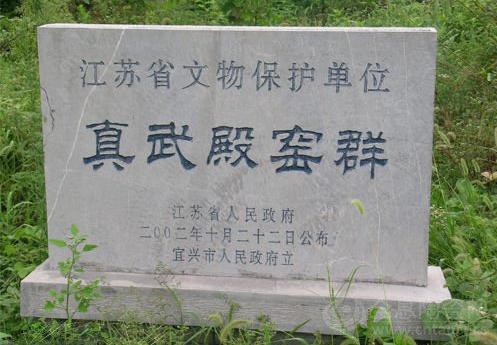 江苏省文物保护单位
真武殿窑群
江苏省人民政府
二〇〇二年十月二十二日公布
宜兴市人民政府立